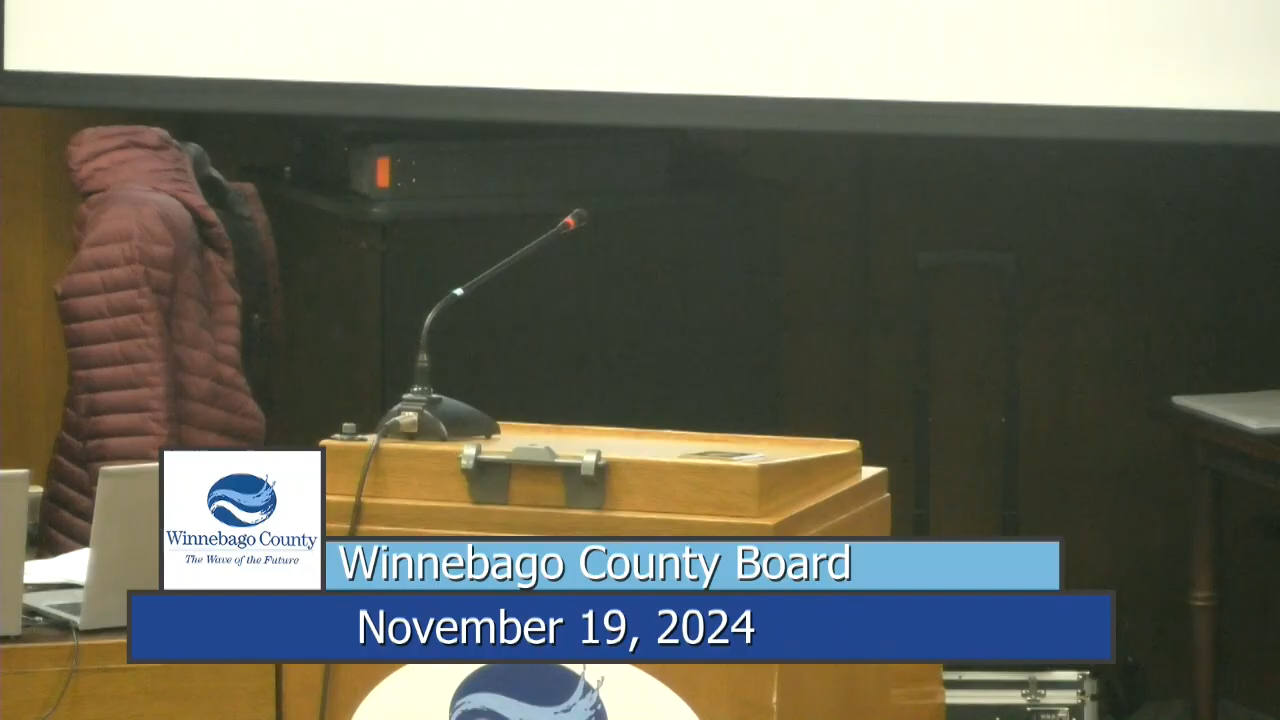 Winnebago County
The Wave of the Future
Winnebago County Board
November 19, 2024